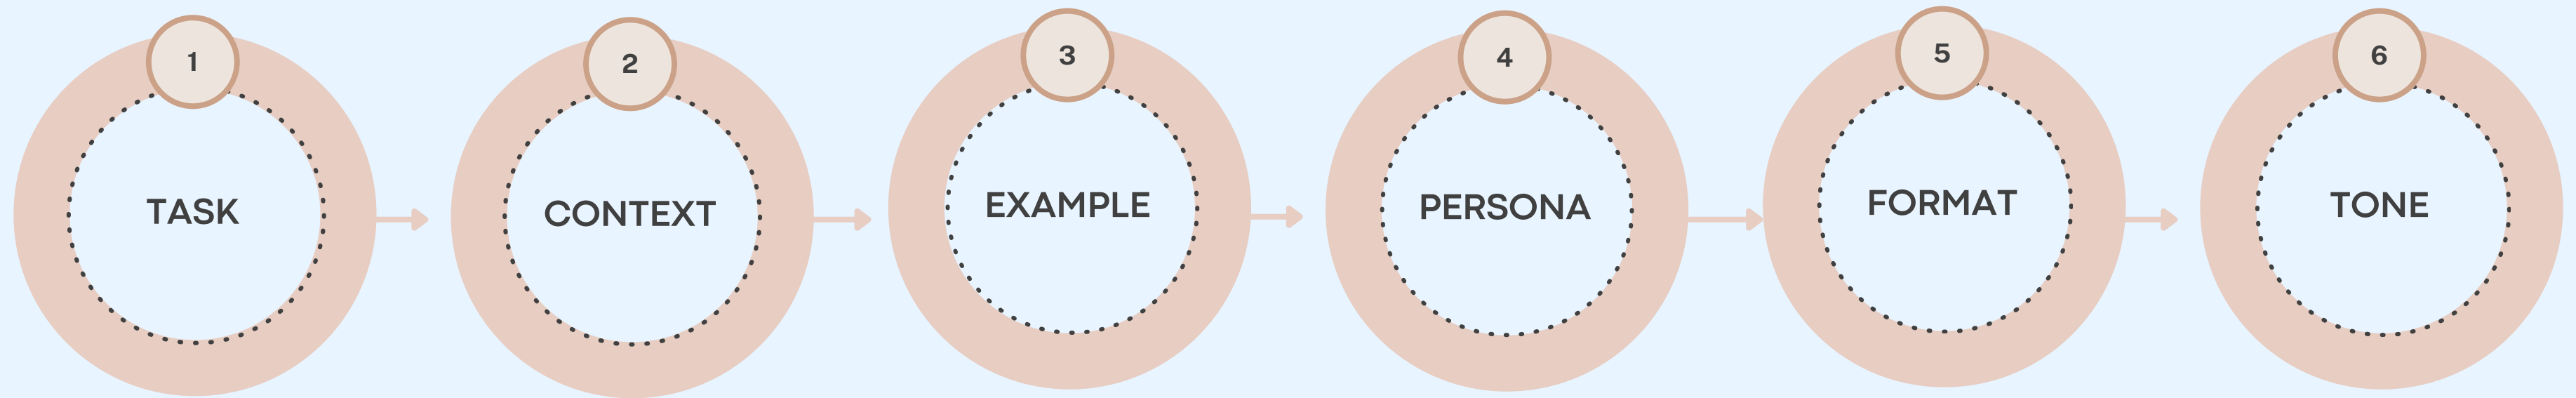 1
TASK
2
CONTEXT
3
EXAMPLE
4
PERSONA
5
FORMAT
6
TONE